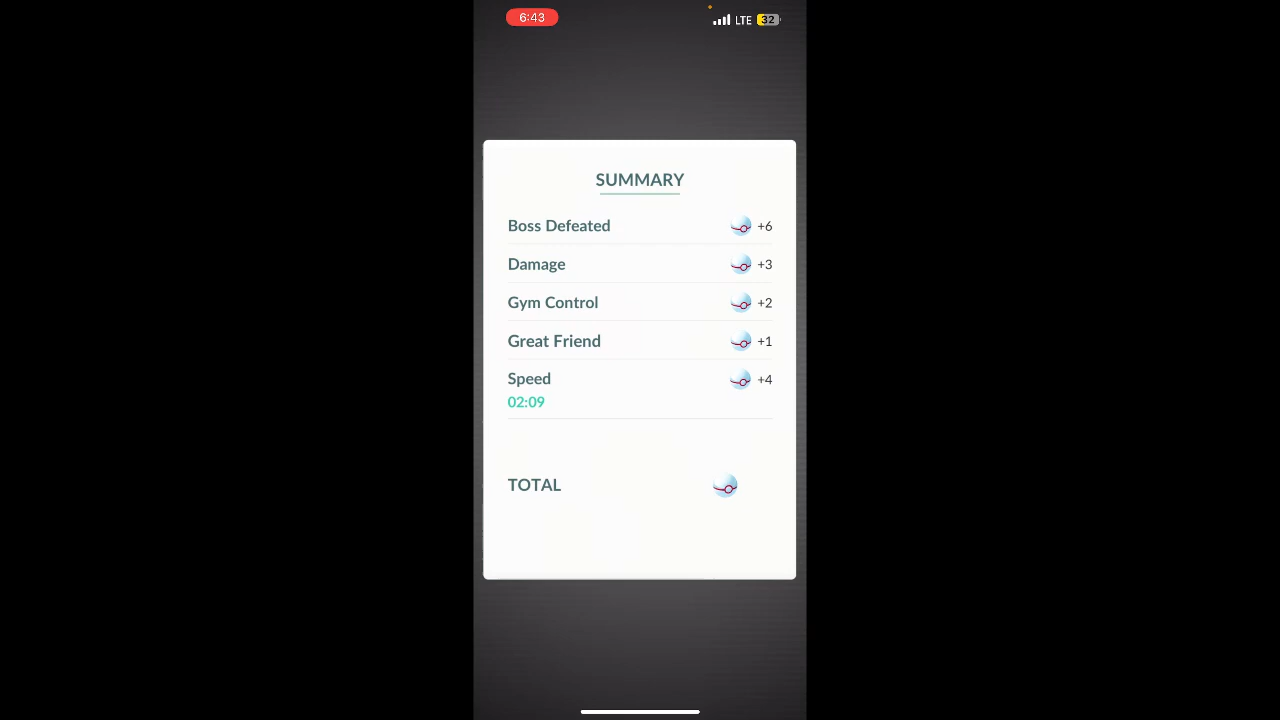 6:43
LTE 32
SUMMARY
Boss Defeated +6
Damage +3
Gym Control +2
Great Friend +1
Speed +4
02:09
TOTAL